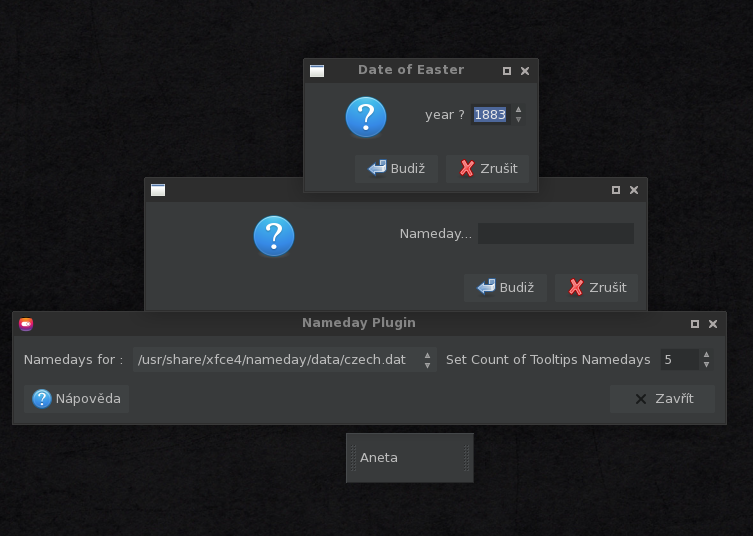 Date of Easter
year ? 1883
Budiž Zrušit
Nameday...
Budiž Zrušit
Nameday Plugin
Namedays for : /usr/share/xfce4/nameday/data/czech.dat Set Count of Tooltips Namedays 5
Nápověda Zavřít
Aneta